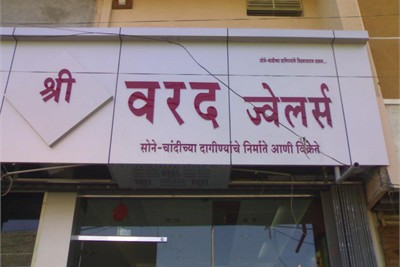 सोने-चांदीच्या दागिण्यांचे
श्री वरद ज्वेलर्स
सोने-चांदीच्या दागीण्यांचे निर्माते आणी विक्रेते